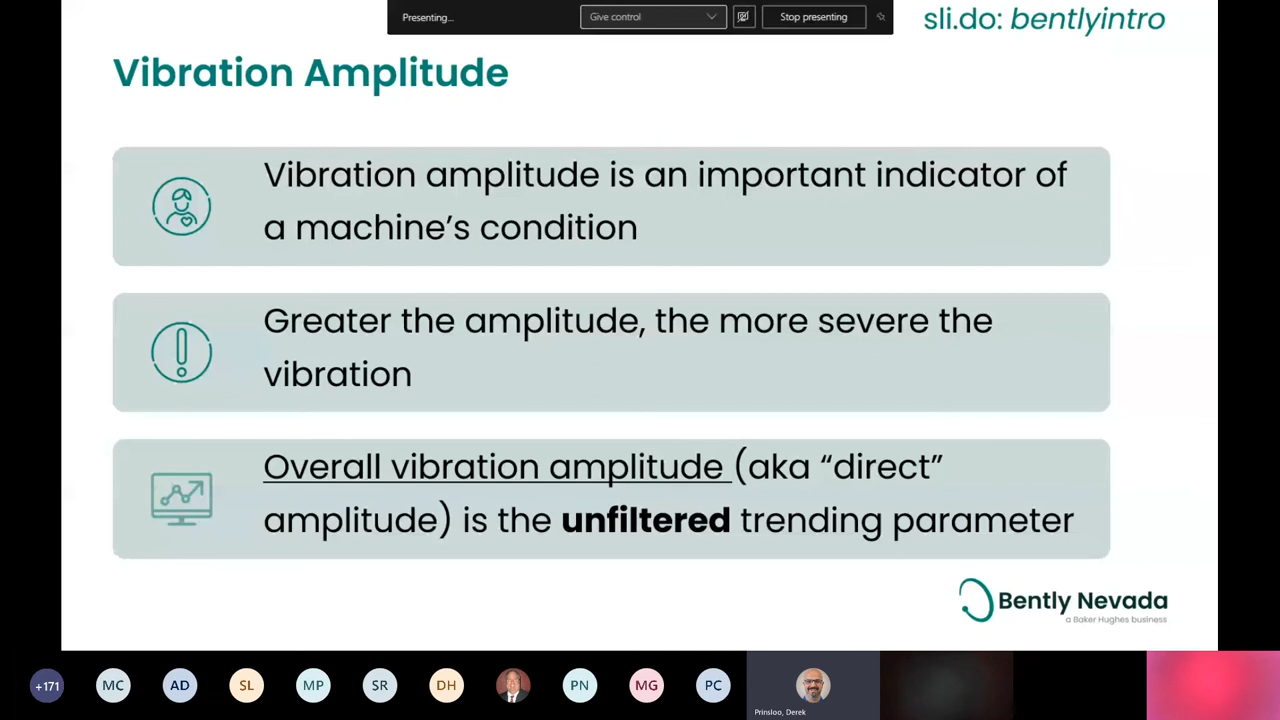 Presenting...
Give control
Stop presenting
sli.do: bentlyintro
Vibration Amplitude
Vibration amplitude is an important indicator of
a machine’s condition
Greater the amplitude, the more severe the
vibration
Overall vibration amplitude (aka “direct”
amplitude) is the unfiltered trending parameter
Bently Nevada
a Baker Hughes business
+171
MC
AD
SL
MP
SR
DH
PN
MG
PC
Prinsloo, Derek